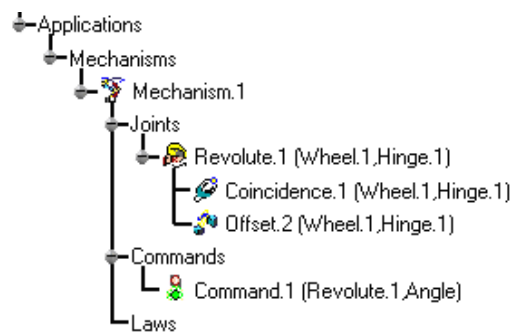 Applications
Mechanisms
Mechanism.1
Joints
Revolute.1 (Wheel.1,Hinge.1)
Coincidence.1 (Wheel.1,Hinge.1)
Offset.2 (Wheel.1,Hinge.1)
Commands
Command.1 (Revolute.1,Angle)
Laws